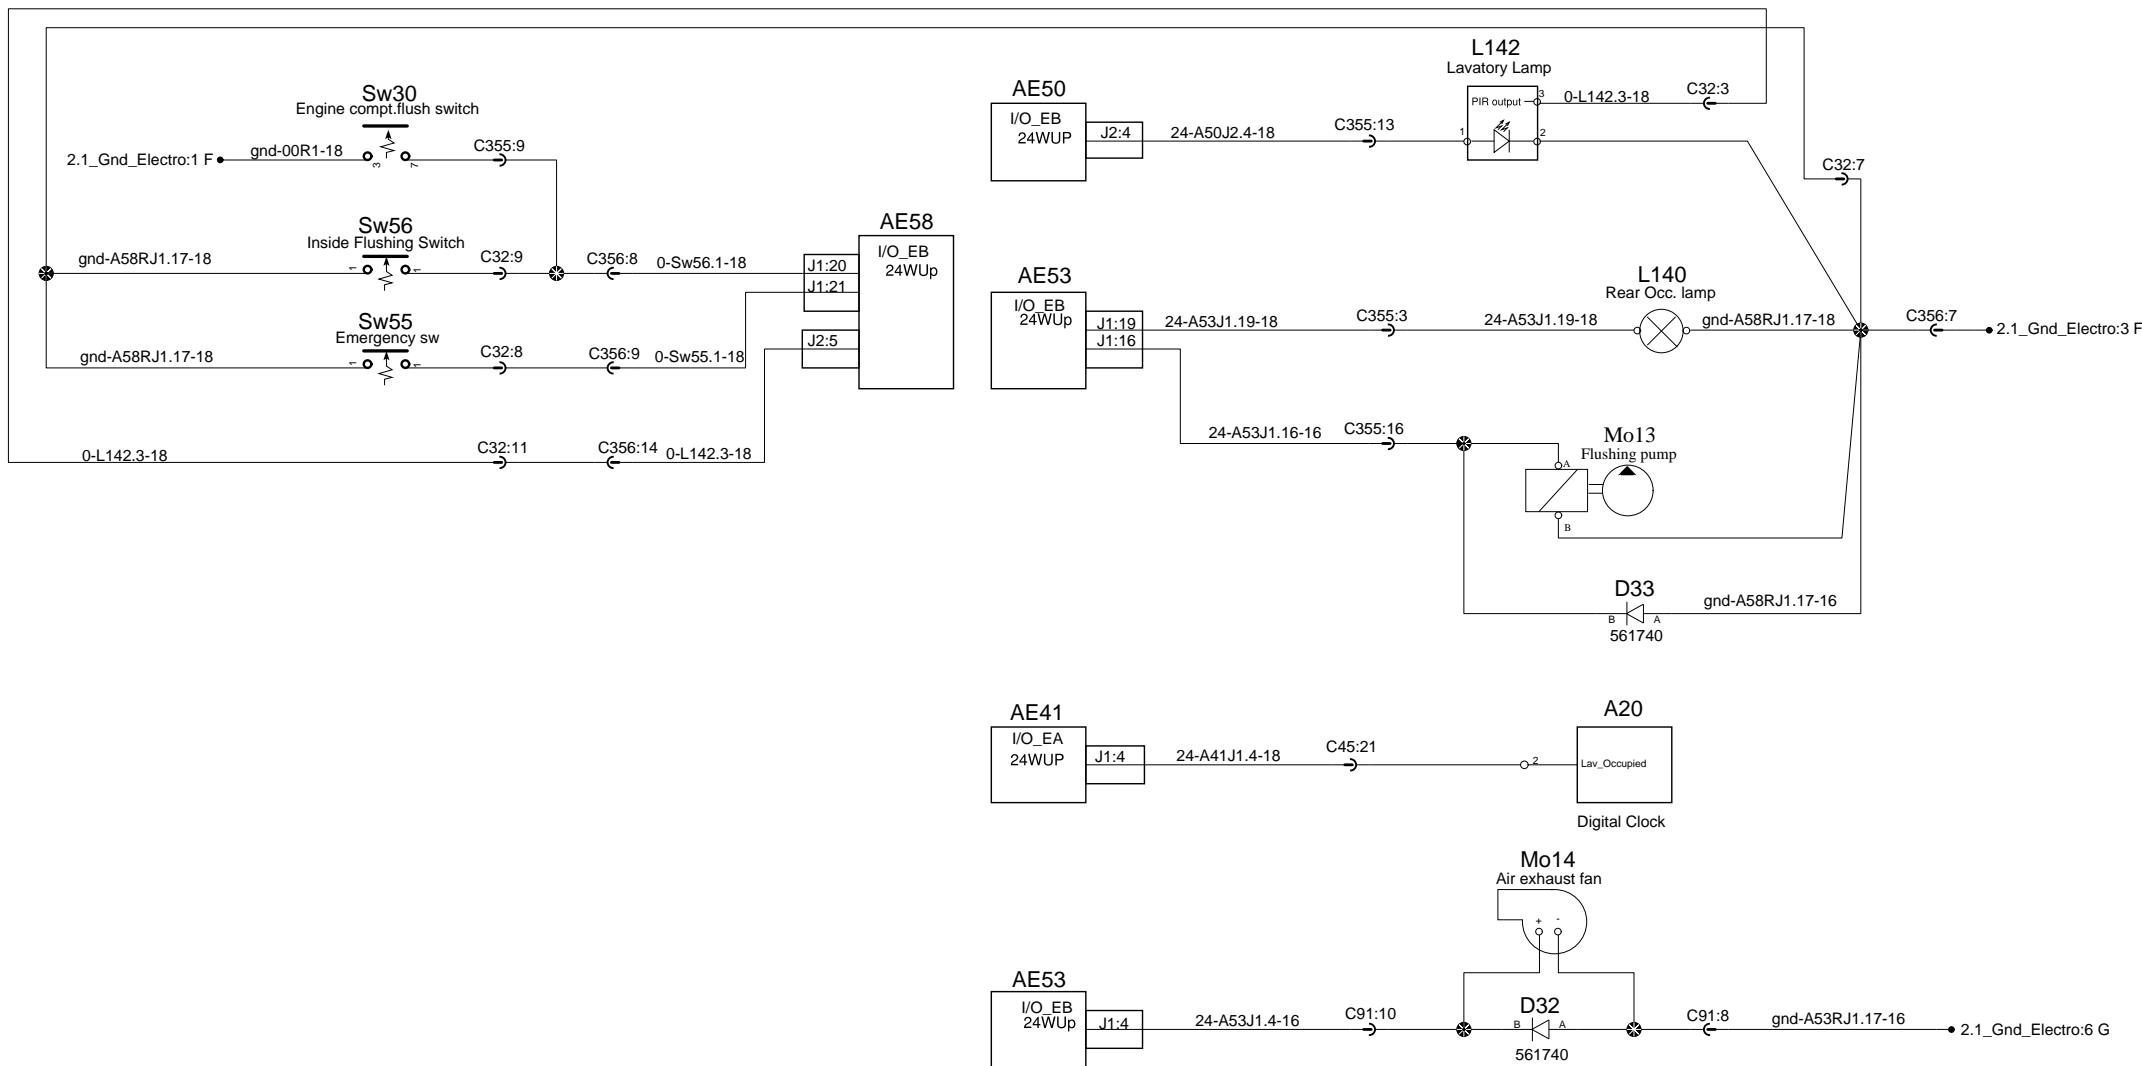 Sw30
Engine compt.flush switch
2.1_Gnd_Electro:1 F
gnd-00R1-18
3
7
C355:9
Sw56
Inside Flushing Switch
gnd-A58RJ1.17-18
1
1
C32:9
C356:8
0-Sw56.1-18
Sw55
Emergency sw
gnd-A58RJ1.17-18
1
1
C32:8
C356:9
0-Sw55.1-18
0-L142.3-18
C32:11
C356:14
0-L142.3-18
AE58
I/O_EB
24WUp
J1:20
J1:21
J2:5
AE50
I/O_EB
24WUP
J2:4
24-A50J2.4-18
C355:13
L142
Lavatory Lamp
PIR output
3
1
2
0-L142.3-18
C32:3
C32:7
AE53
I/O_EB
24WUp
J1:19
J1:16
24-A53J1.19-18
C355:3
24-A53J1.19-18
L140
Rear Occ. lamp
gnd-A58RJ1.17-18
C356:7
2.1_Gnd_Electro:3 F
24-A53J1.16-16
C355:16
Mo13
Flushing pump
A
B
D33
B
A
561740
gnd-A58RJ1.17-16
AE41
I/O_EA
24WUP
J1:4
24-A41J1.4-18
C45:21
2
A20
Lav_Occupied
Digital Clock
Mo14
Air exhaust fan
+
-
AE53
I/O_EB
24WUp
J1:4
24-A53J1.4-16
C91:10
D32
B
A
561740
C91:8
gnd-A53RJ1.17-16
2.1_Gnd_Electro:6 G